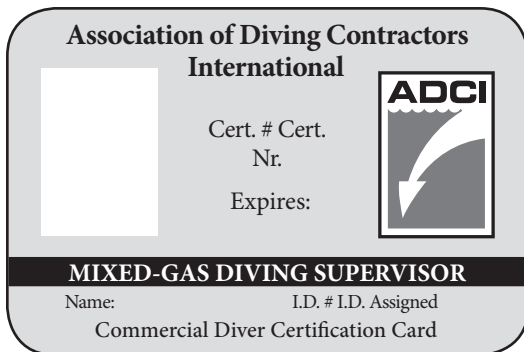 Association of Diving Contractors
International
ADCI
Cert. # Cert.
Nr.
Expires:
MIXED-GAS DIVING SUPERVISOR
Name: I.D. # I.D. Assigned
Commercial Diver Certification Card